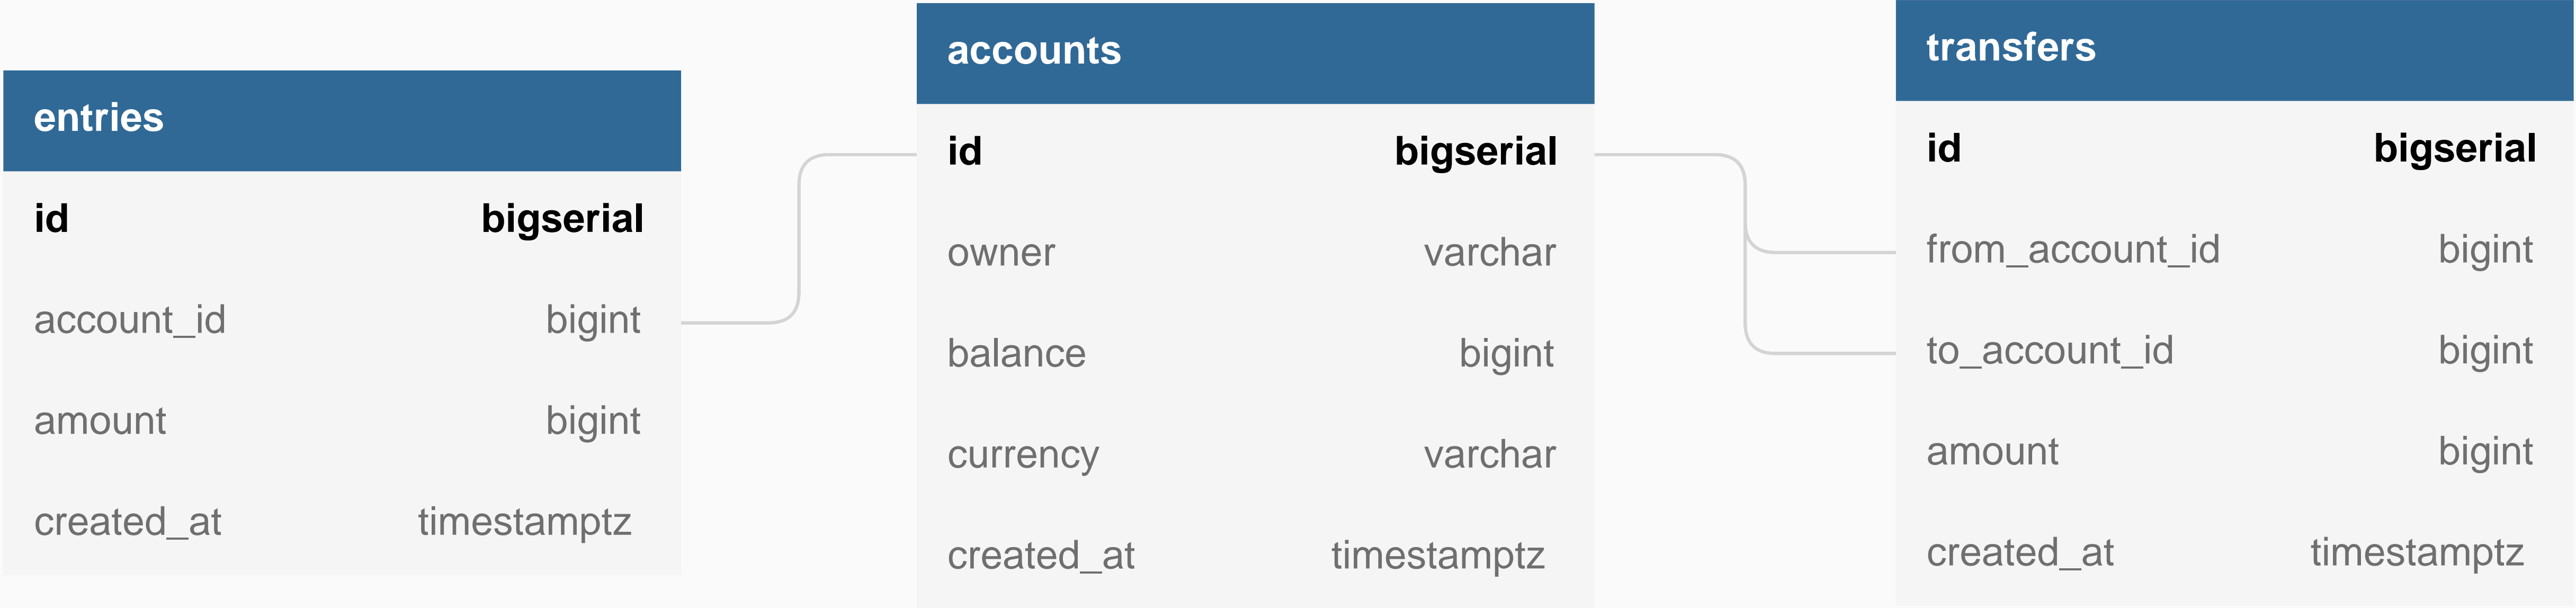 entries
id bigserial
account_id bigint
amount bigint
created_at timestamptz
accounts
id bigserial
owner varchar
balance bigint
currency varchar
created_at timestamptz
transfers
id bigserial
from_account_id bigint
to_account_id bigint
amount bigint
created_at timestamptz